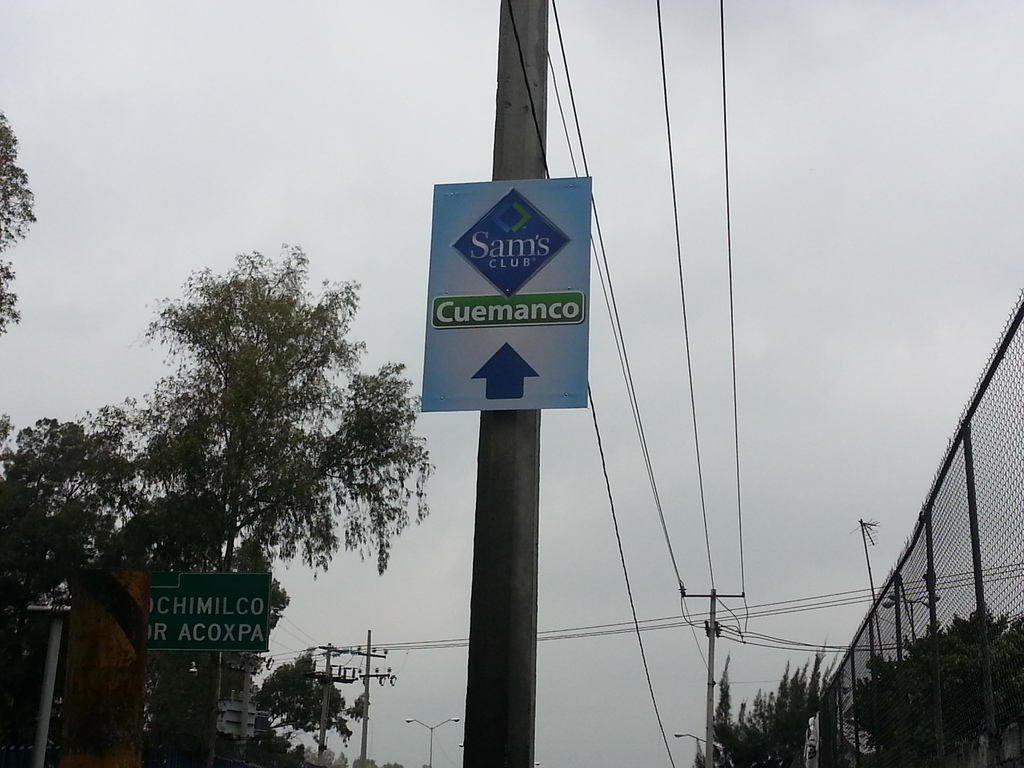 Sam's
CLUB
Cuemanco
OCHIMILCO
OR ACOXPA